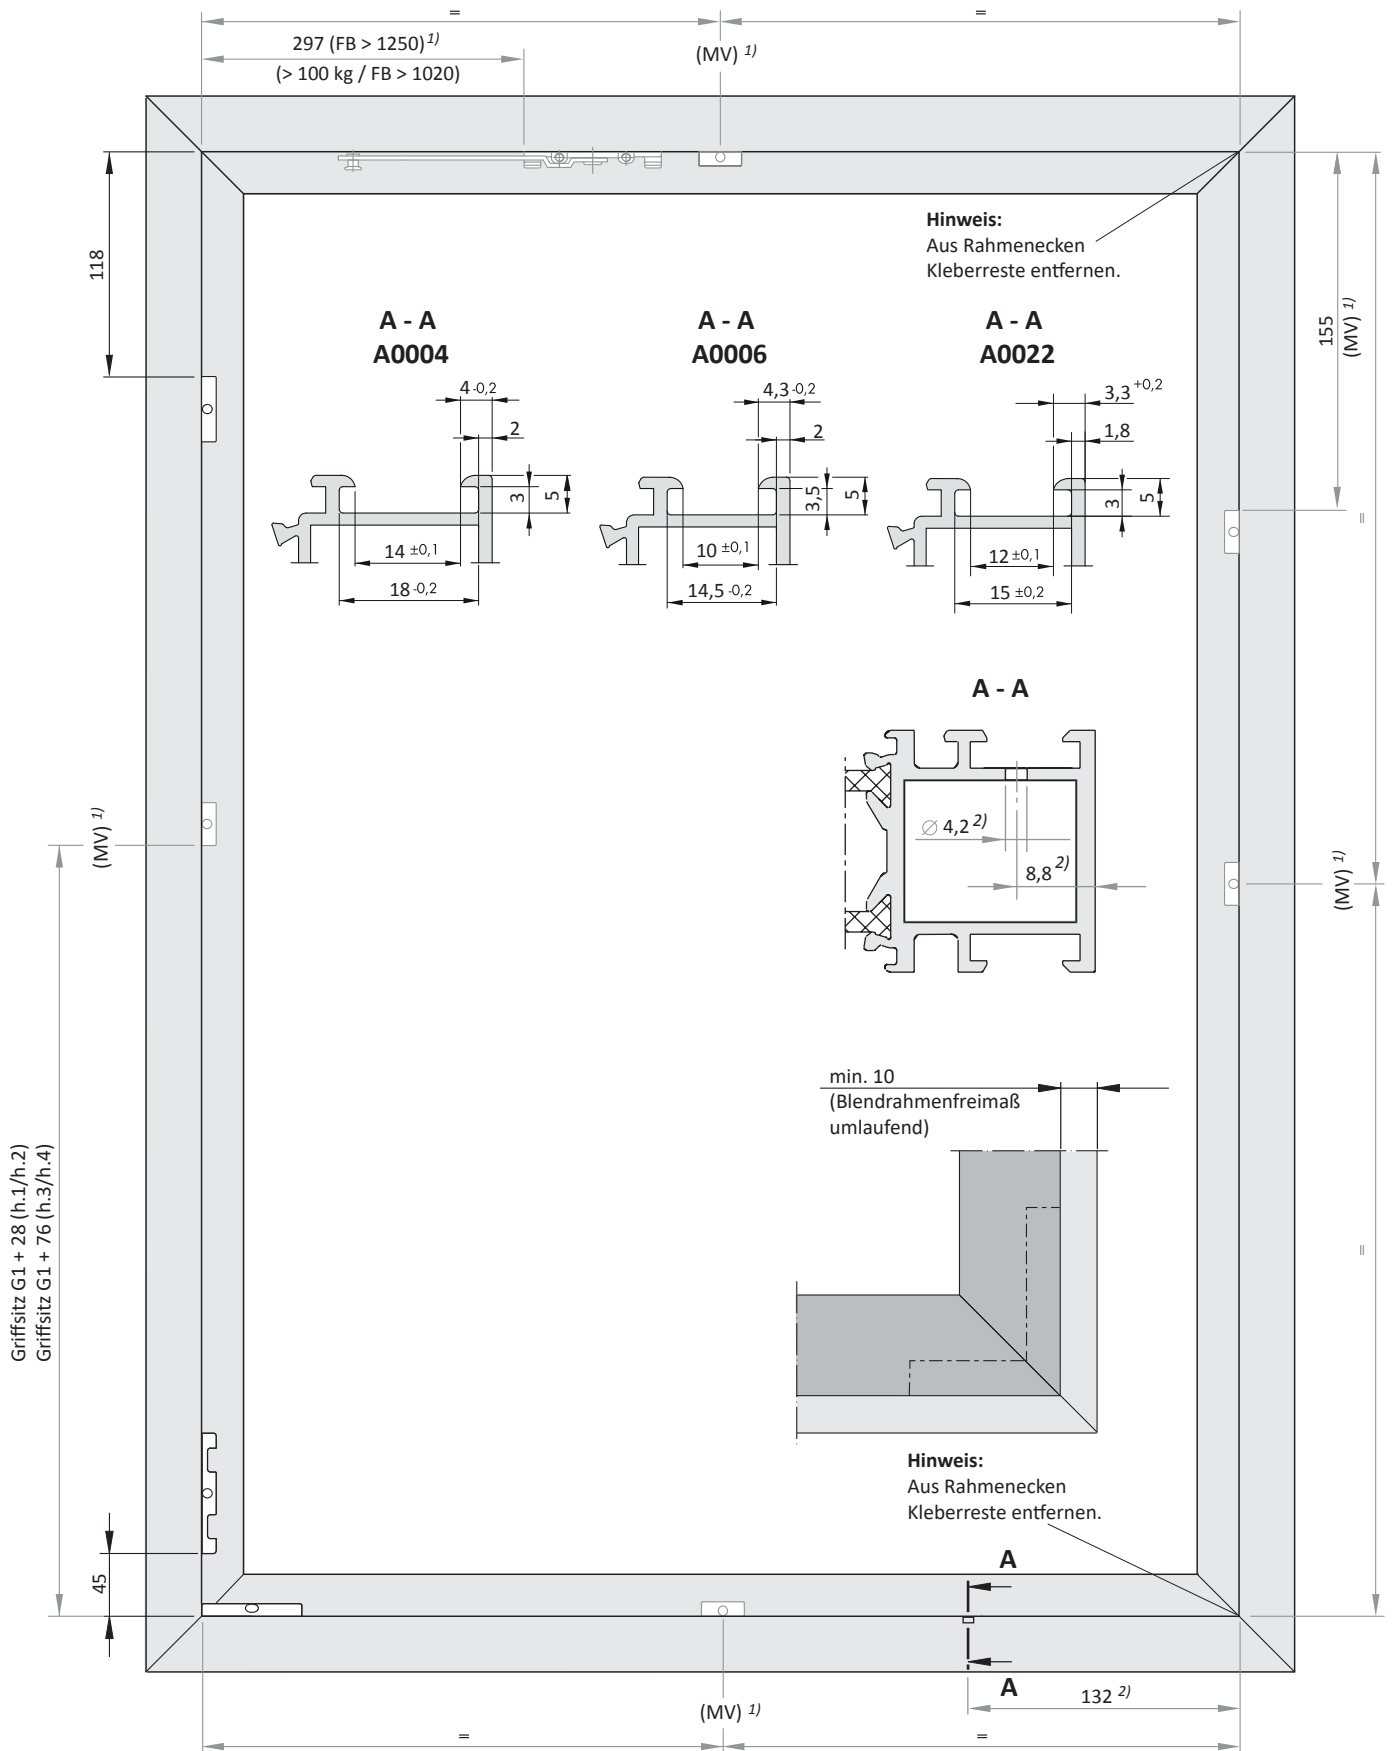 =
=
297 (FB > 1250) 1)
(> 100 kg / FB > 1020)
(MV) 1)
118
Hinweis:
Aus Rahmenecken
Kleberreste entfernen.
155
(MV) 1)
A - A
A0004
4 -0,2
2
3
5
14 ±0,1
18 -0,2
A - A
A0006
4,3 -0,2
2
3,5
5
10 ±0,1
14,5 -0,2
A - A
A0022
3,3 +0,2
1,8
3
5
12 ±0,1
15 ±0,2
=
A - A
∅ 4,2 2)
8,8 2)
(MV) 1)
(MV) 1)
min. 10
(Blendrahmenfreimaß
umlaufend)
Griffsitz G1 + 28 (h.1/h.2)
Griffsitz G1 + 76 (h.3/h.4)
=
Hinweis:
Aus Rahmenecken
Kleberreste entfernen.
45
A
A
132 2)
(MV) 1)
=
=